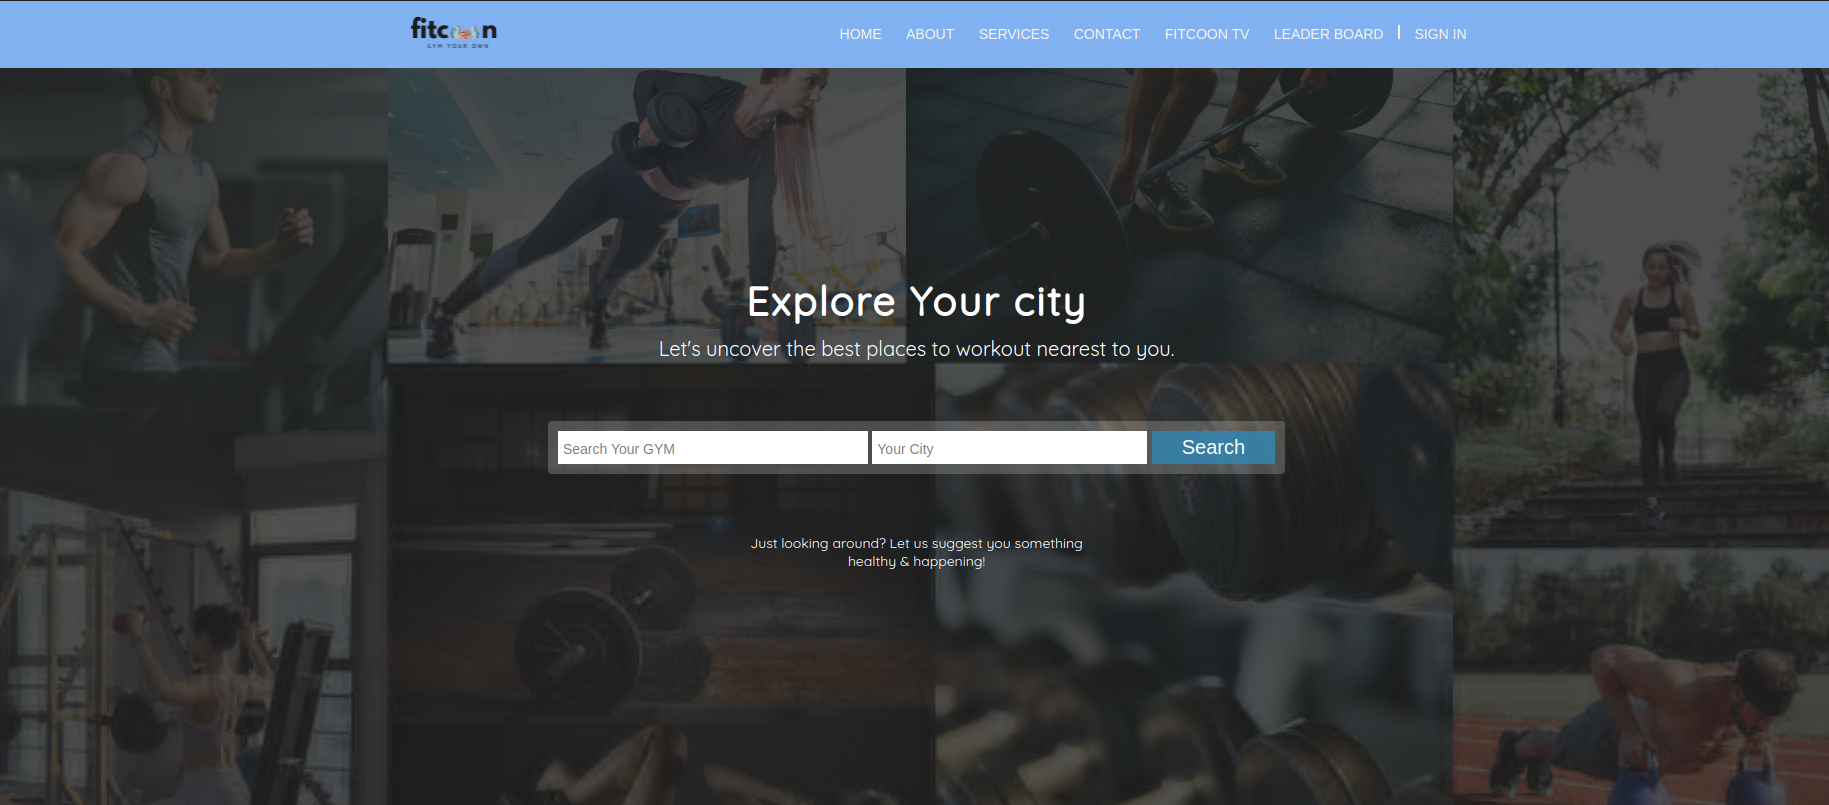 fitcoon
GYM YOUR OWN
HOME ABOUT SERVICES CONTACT FITCOON TV LEADER BOARD | SIGN IN
Explore Your city
Let's uncover the best places to workout nearest to you.
Search Your GYM Your City Search
Just looking around? Let us suggest you something
healthy & happening!